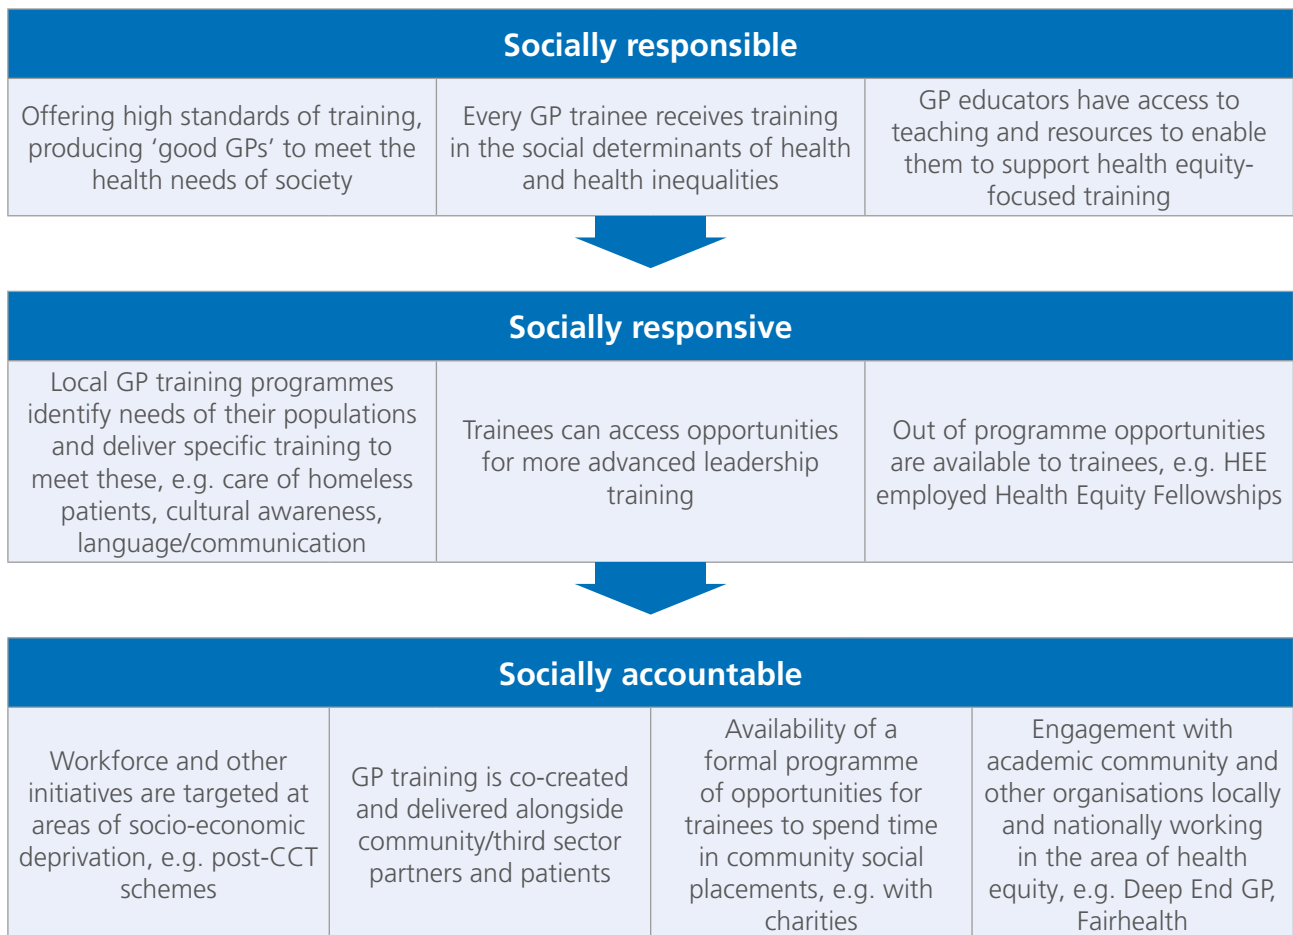 Socially responsible
Offering high standards of training,
producing ‘good GPs’ to meet the
health needs of society
Every GP trainee receives training
in the social determinants of health
and health inequalities
GP educators have access to
teaching and resources to enable
them to support health equity-
focused training
Socially responsive
Local GP training programmes
identify needs of their populations
and deliver specific training to
meet these, e.g. care of homeless
patients, cultural awareness,
language/communication
Trainees can access opportunities
for more advanced leadership
training
Out of programme opportunities
are available to trainees, e.g. HEE
employed Health Equity Fellowships
Socially accountable
Workforce and other
initiatives are targeted at
areas of socio-economic
deprivation, e.g. post-CCT
schemes
GP training is co-created
and delivered alongside
community/third sector
partners and patients
Availability of a
formal programme
of opportunities for
trainees to spend time
in community social
placements, e.g. with
charities
Engagement with
academic community and
other organisations locally
and nationally working
in the area of health
equity, e.g. Deep End GP,
Fairhealth